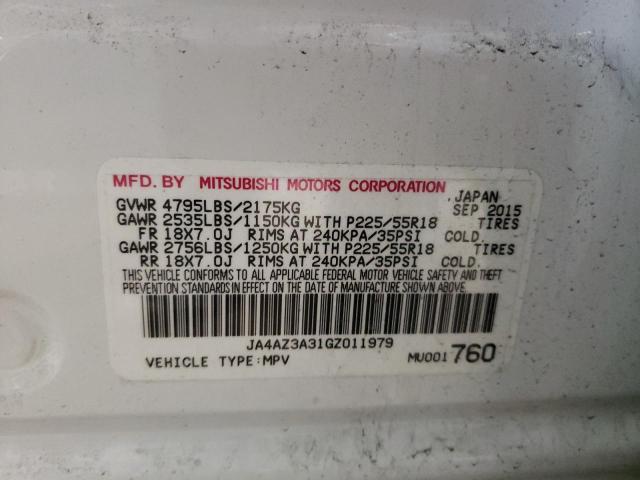 MFD. BY MITSUBISHI MOTORS CORPORATION JAPAN
GVWR 4795LBS/2175KG SEP 2015
GAWR 2535LBS/1150KG WITH P225/55R18 TIRES
FR 18X7.0J RIMS AT 240KPA/35PSI COLD.
GAWR 2756LBS/1250KG WITH P225/55R18 TIRES
RR 18X7.0J RIMS AT 240KPA/35PSI COLD.
THIS VEHICLE CONFORMS TO ALL APPLICABLE FEDERAL MOTOR VEHICLE SAFETY AND THEFT
PREVENTION STANDARDS IN EFFECT ON THE DATE OF MANUFACTURE SHOWN ABOVE.
JA4AZ3A31GZ011979
VEHICLE TYPE:MPV MU001760